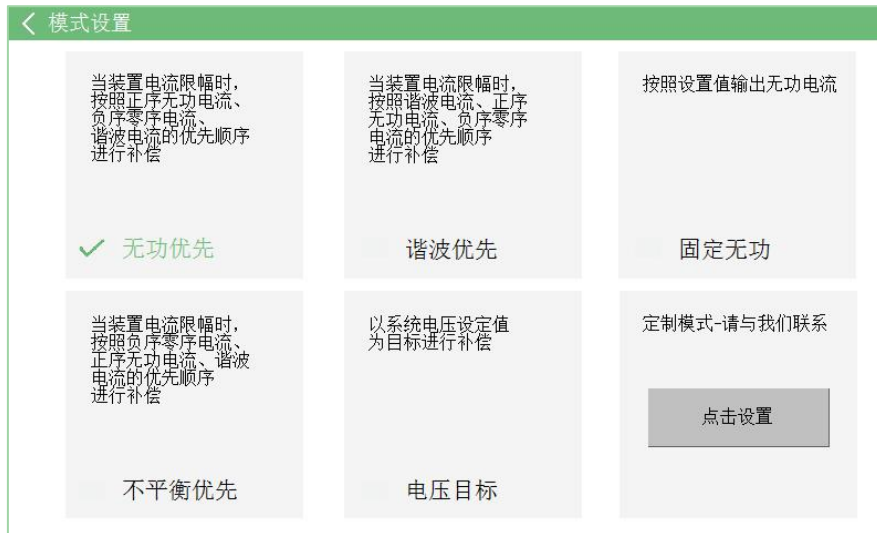 模式设置
当装置电流限幅时，
按照正序无功电流、
负序零序电流、
谐波电流的优先顺序
进行补偿
无功优先
当装置电流限幅时，
按照谐波电流、正序
无功电流、负序零序
电流的优先顺序
进行补偿
谐波优先
按照设置值输出无功电流
固定无功
当装置电流限幅时，
按照负序零序电流、
正序无功电流、谐波
电流的优先顺序
进行补偿
不平衡优先
以系统电压设定值
为目标进行补偿
电压目标
定制模式-请与我们联系
点击设置